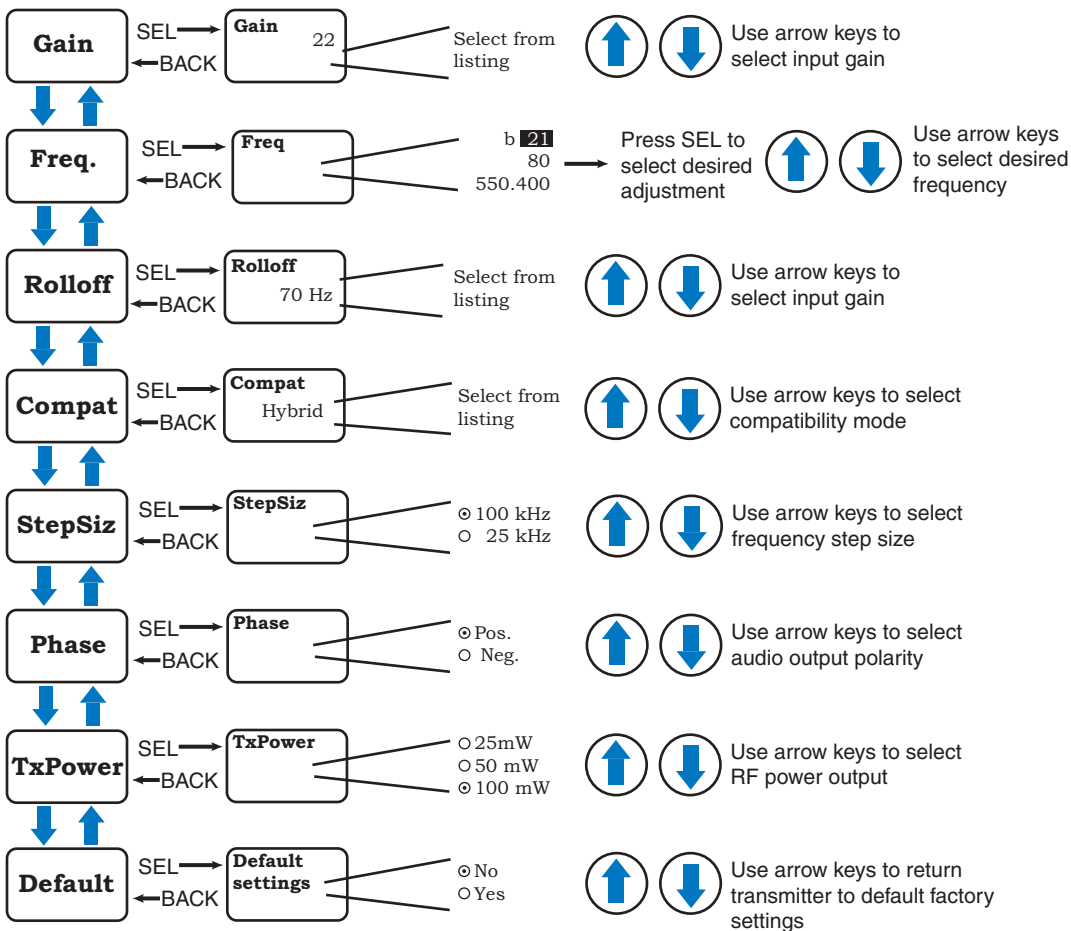 Gain
SEL
BACK
Gain
22
Select from
listing
Use arrow keys to
select input gain
Freq.
SEL
BACK
Freq
b 21
80
550.400
Press SEL to
select desired
adjustment
Use arrow keys
to select desired
frequency
Rolloff
SEL
BACK
Rolloff
70 Hz
Select from
listing
Use arrow keys to
select input gain
Compat
SEL
BACK
Compat
Hybrid
Select from
listing
Use arrow keys to select
compatibility mode
StepSiz
SEL
BACK
StepSiz
100 kHz
25 kHz
Use arrow keys to select
frequency step size
Phase
SEL
BACK
Phase
Pos.
Neg.
Use arrow keys to select
audio output polarity
TxPower
SEL
BACK
TxPower
25mW
50 mW
100 mW
Use arrow keys to select
RF power output
Default
SEL
BACK
Default
settings
No
Yes
Use arrow keys to return
transmitter to default factory
settings